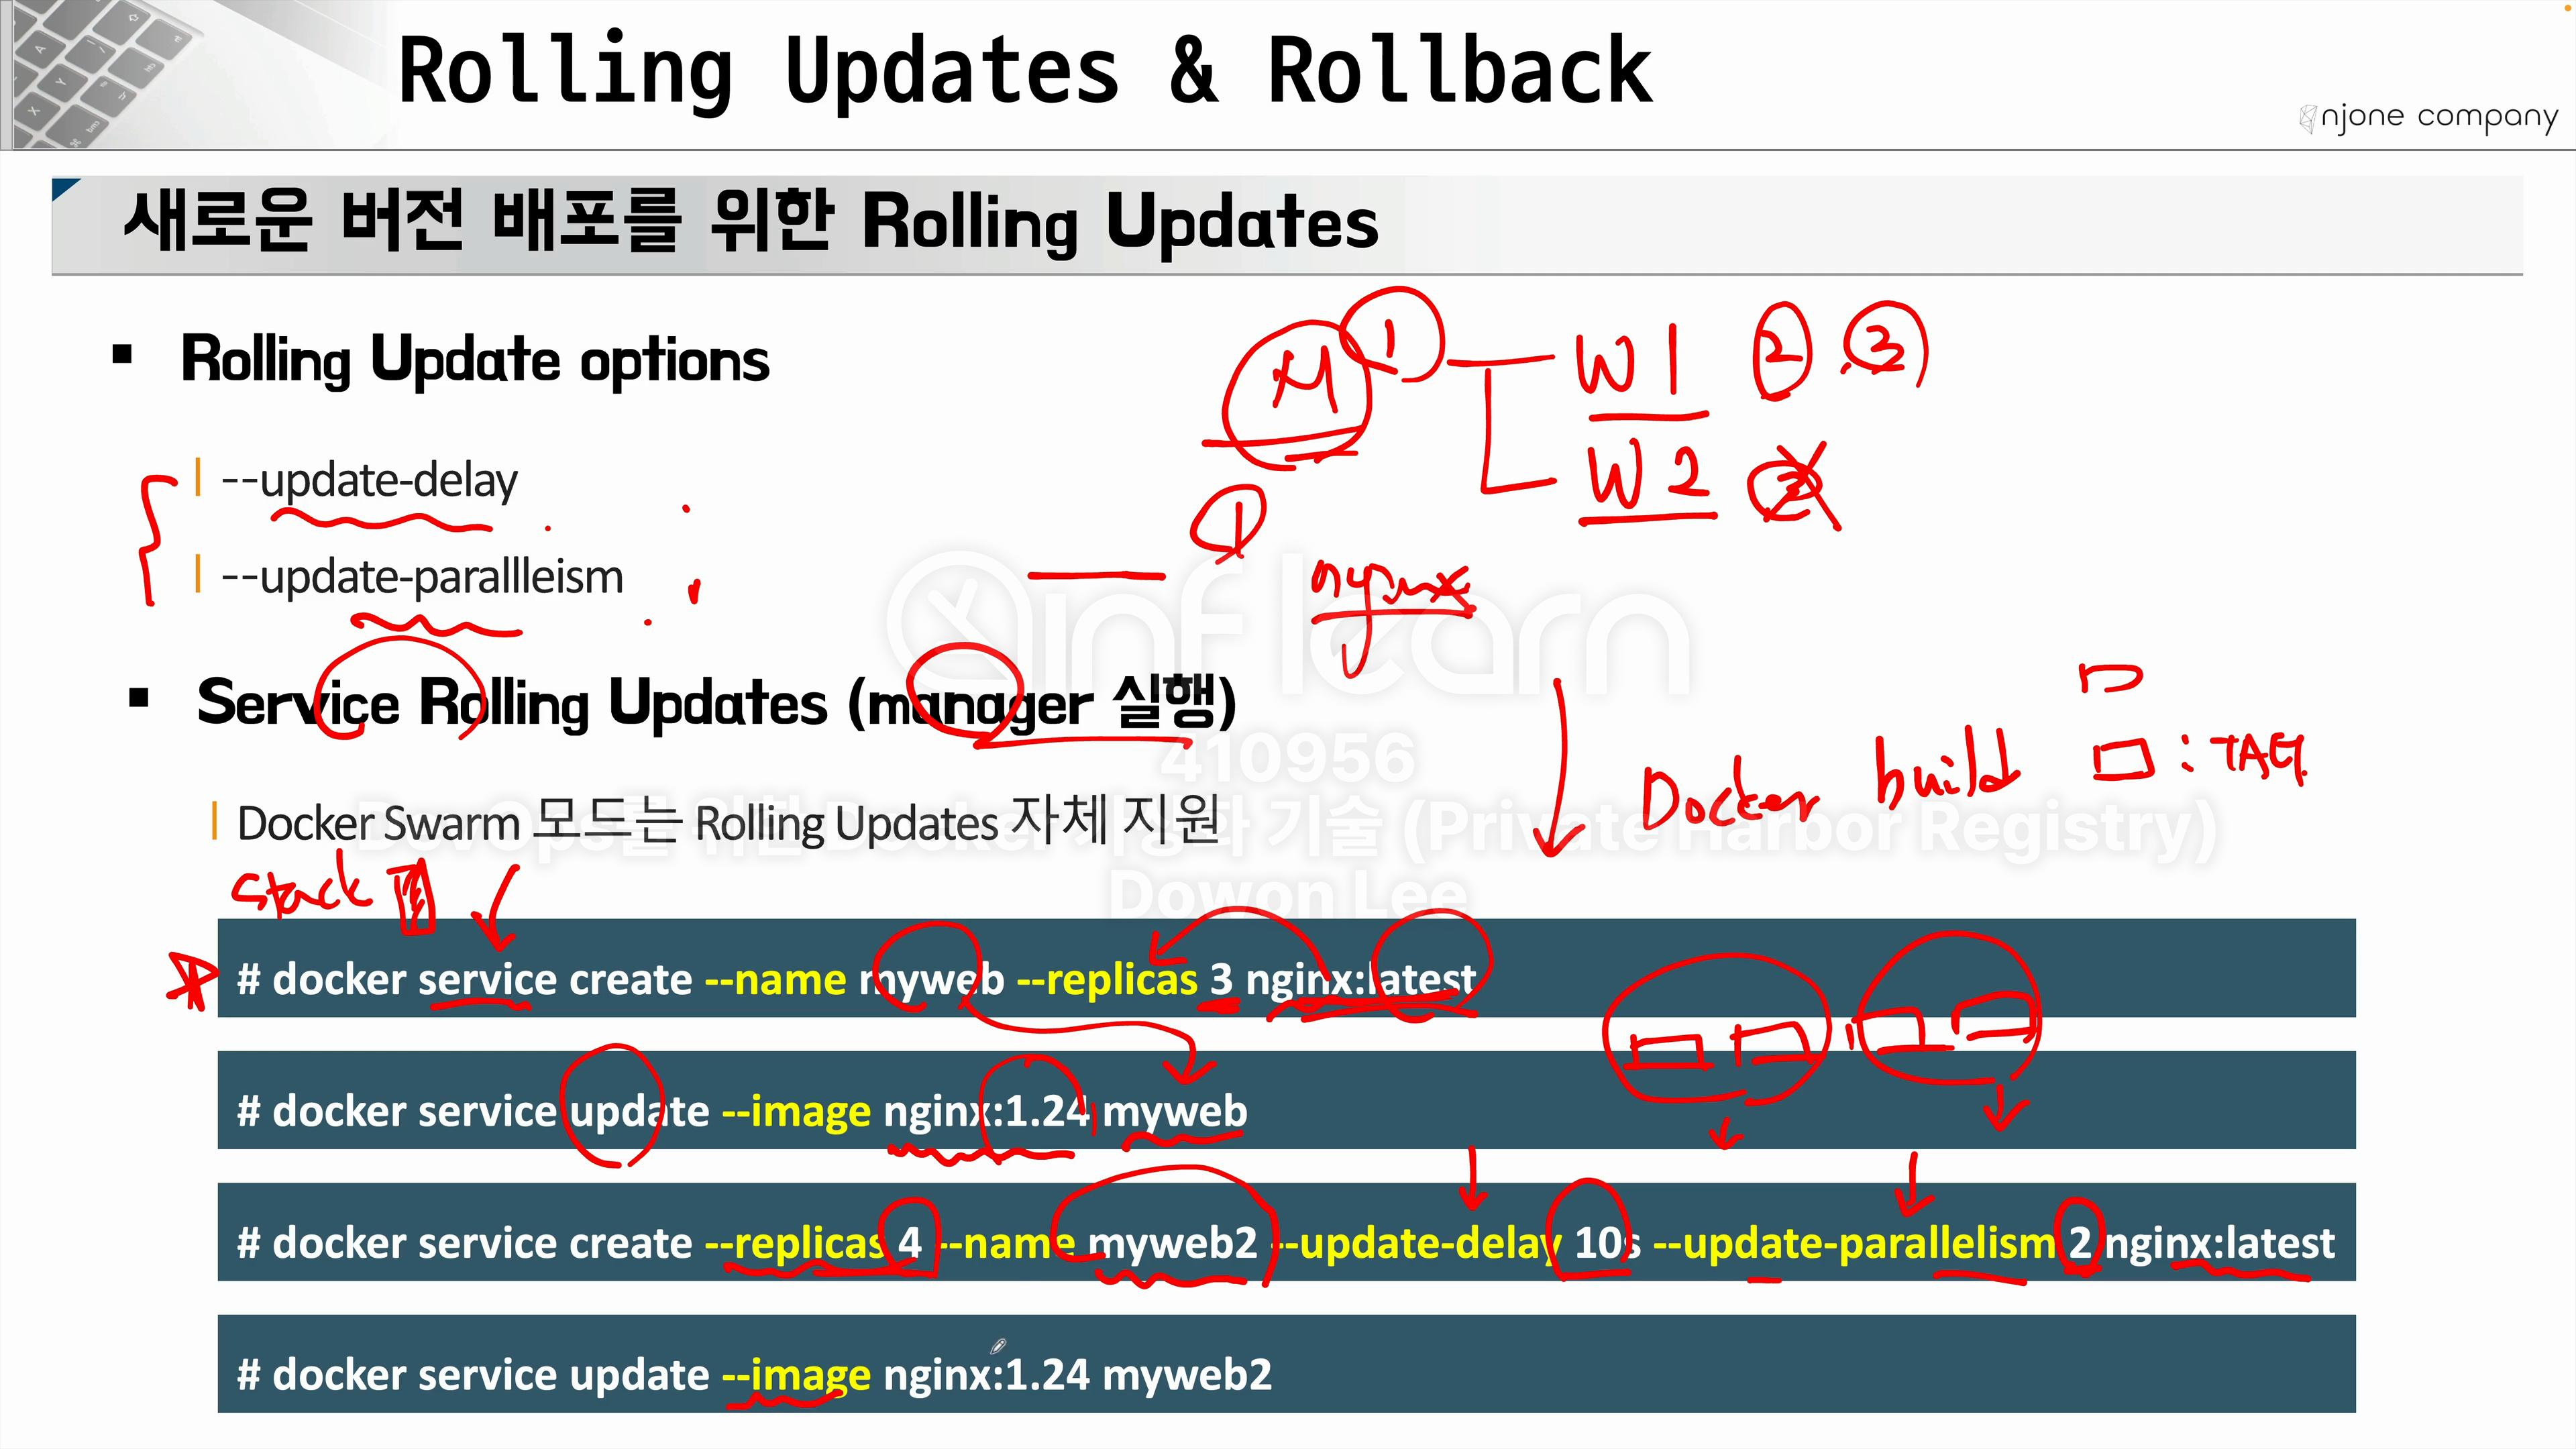 Rolling Updates & Rollback
njone company
새로운 버전 배포를 위한 Rolling Updates
▪ Rolling Update options
M 1 W1 2 3
--update-delay
W2
1
--update-parallleism
nginx
inflearn
▪ Service Rolling Updates (manager 실행)
410956
Docker build : TAG
Docker Swarm 모드는 Rolling Updates 자체 지원
DevOps를 위한 Docker 가상화 기술 (Private Harbor Registry)
Dowon Lee
Stack
# docker service create --name myweb --replicas 3 nginx:latest
# docker service update --image nginx:1.24 myweb
# docker service create --replicas 4 --name myweb2 --update-delay 10s --update-parallelism 2 nginx:latest
# docker service update --image nginx:1.24 myweb2